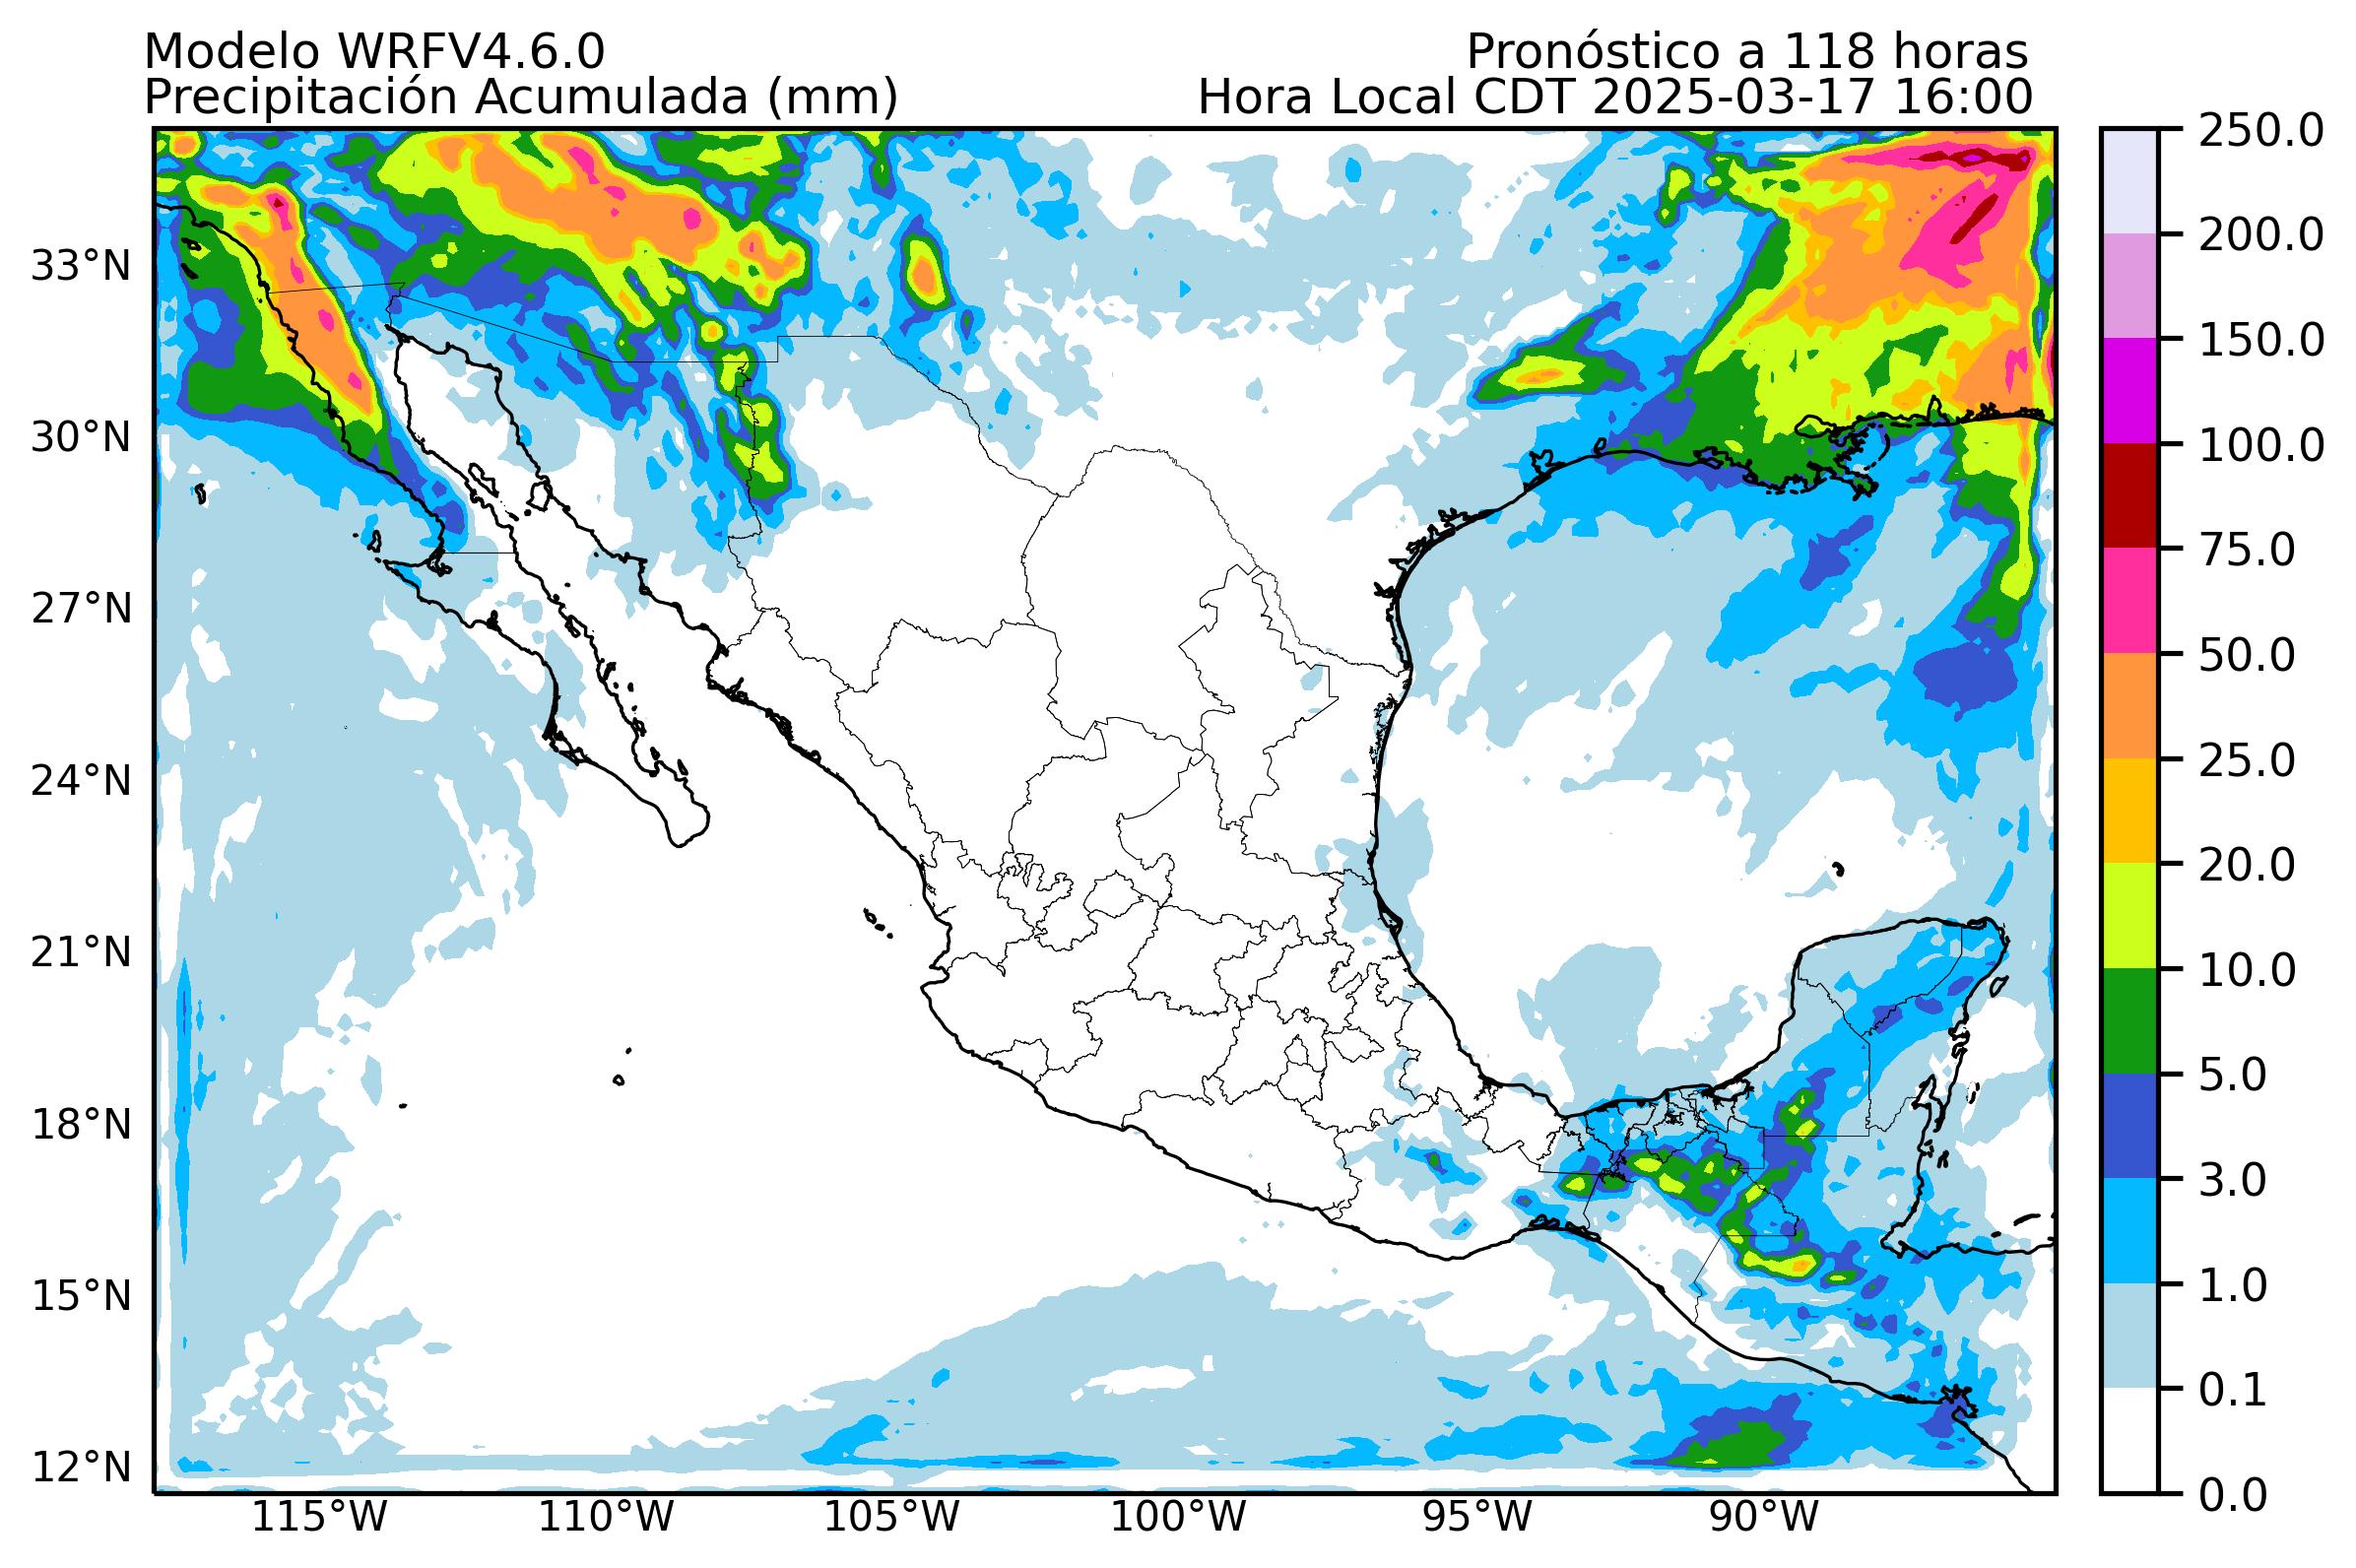 Modelo WRFV4.6.0
Pronóstico a 118 horas
Precipitación Acumulada (mm)
Hora Local CDT 2025-03-17 16:00
33°N
30°N
27°N
24°N
21°N
18°N
15°N
12°N
115°W
110°W
105°W
100°W
95°W
90°W
250.0
200.0
150.0
100.0
75.0
50.0
25.0
20.0
10.0
5.0
3.0
1.0
0.1
0.0